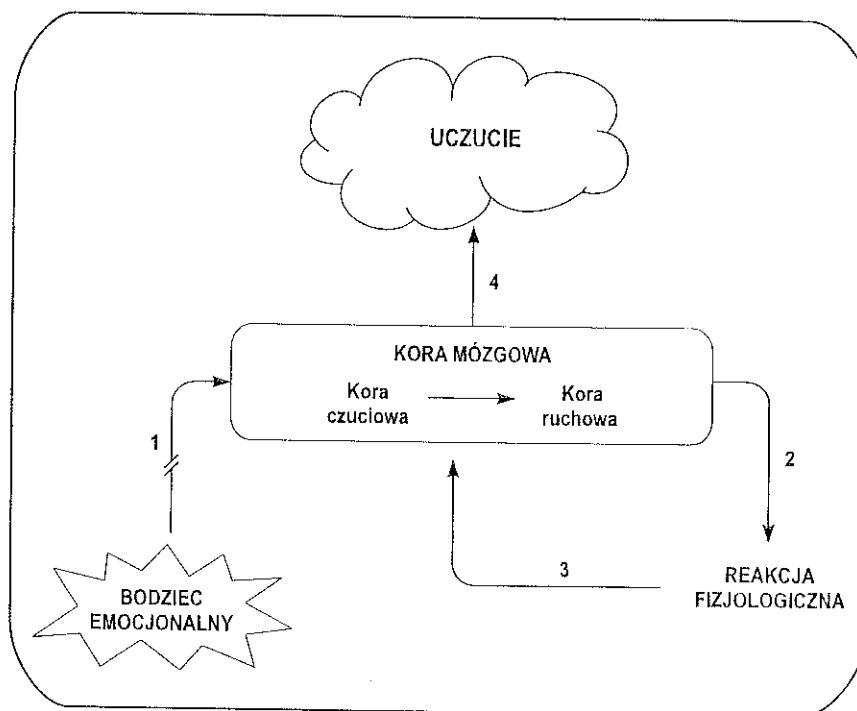 UCZUCIE
4
KORA MÓZGOWA
Kora
czuciowa
Kora
ruchowa
1
2
BODZIEC
EMOCJONALNY
3
REAKCJA
FIZJOLOGICZNA